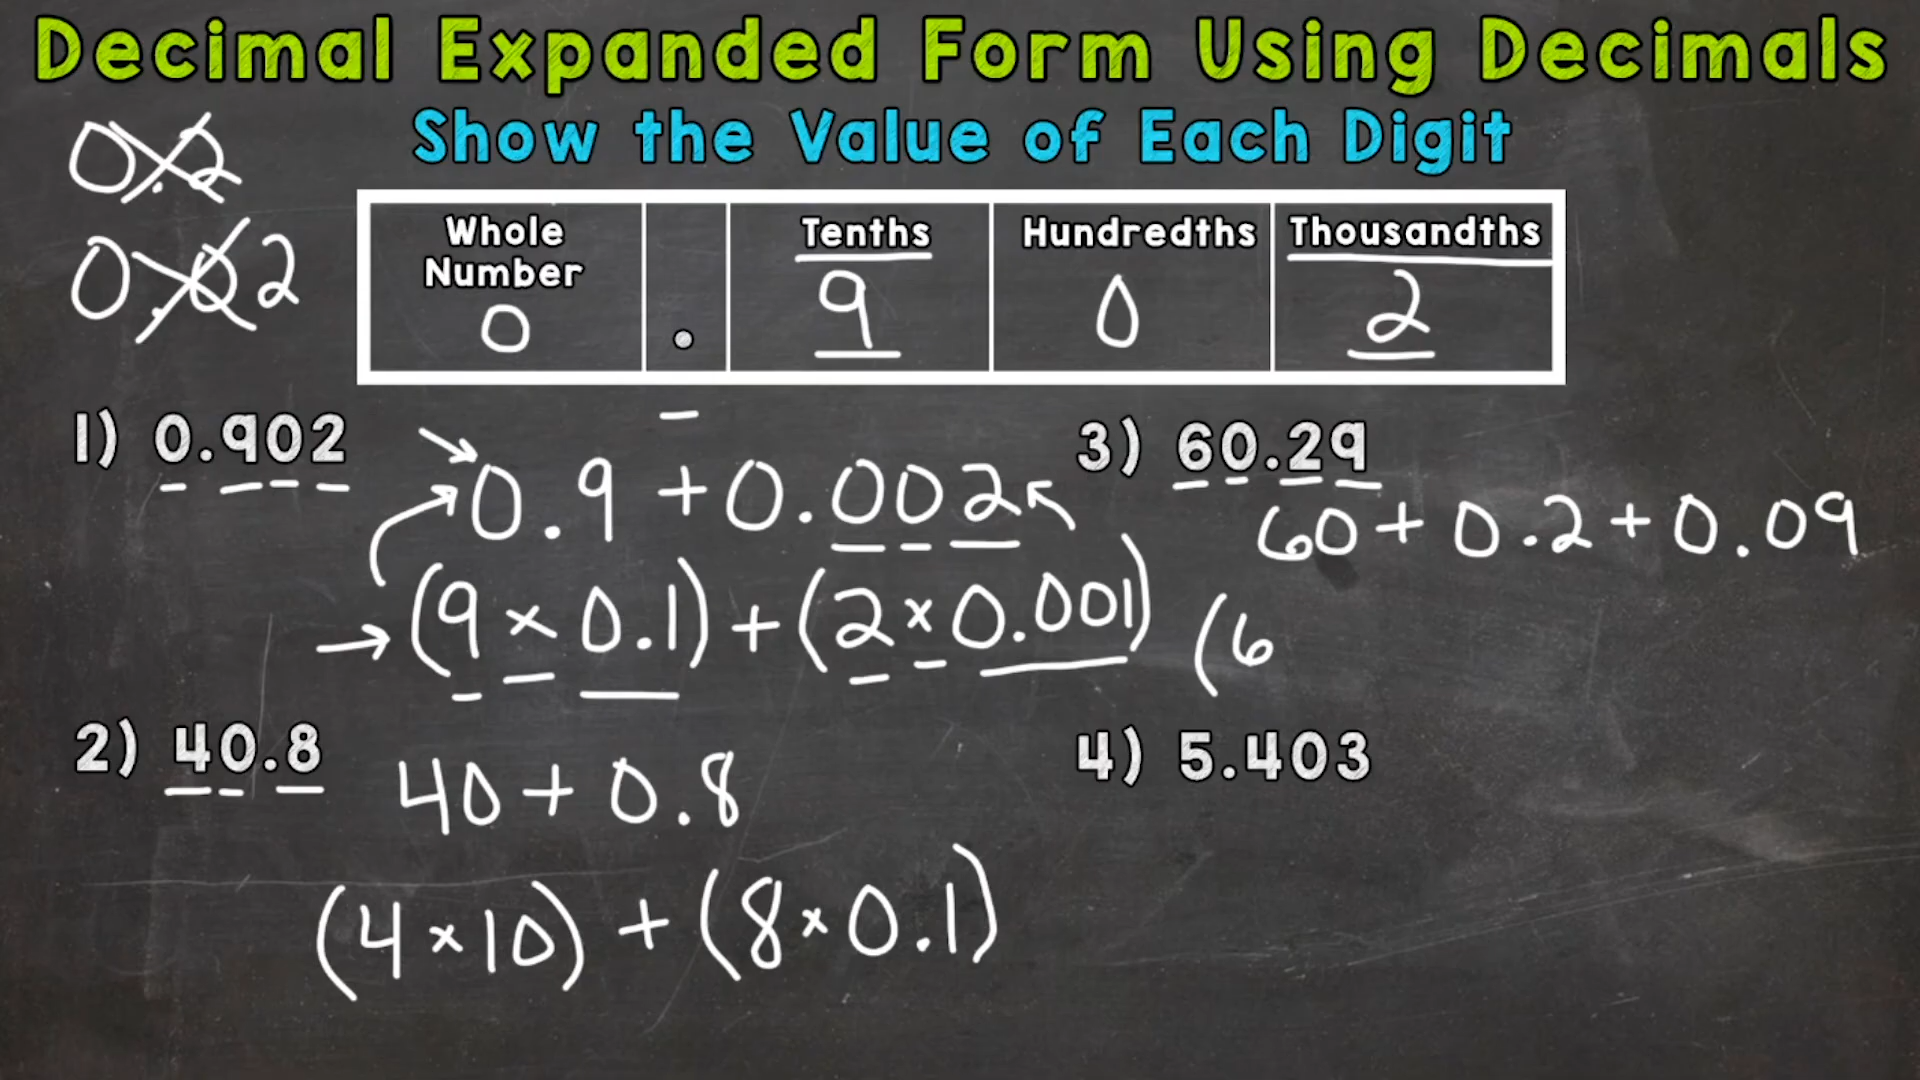 Decimal Expanded Form Using Decimals
Show the Value of Each Digit
0.2
0.02
Whole Number . Tenths Hundredths Thousandths
0 9 0 2
1) 0.902
0.9 + 0.002
(9 × 0.1) + (2 × 0.001)
2) 40.8
40 + 0.8
(4 × 10) + (8 × 0.1)
3) 60.29
60 + 0.2 + 0.09
(6
4) 5.403